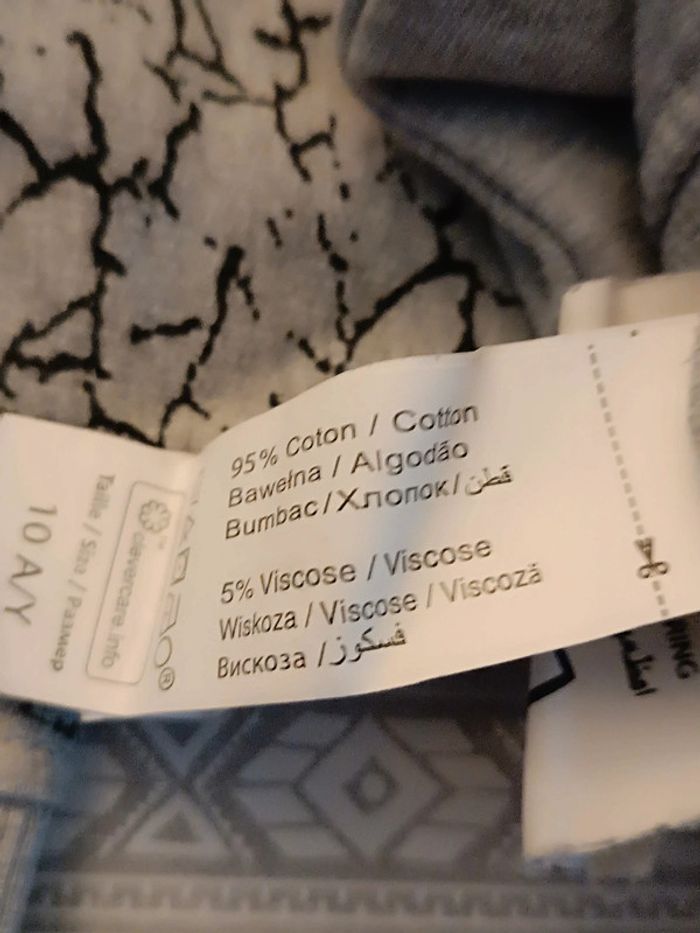 95% Coton / Cotton
Bawełna / Algodão
Bumbac / Хлопок / قطن
5% Viscose / Viscose
Wiskoza / Viscose / Viscoză
Вискоза / فسكوز
clevercare.info
Taille / Size / Размер
10 A/Y